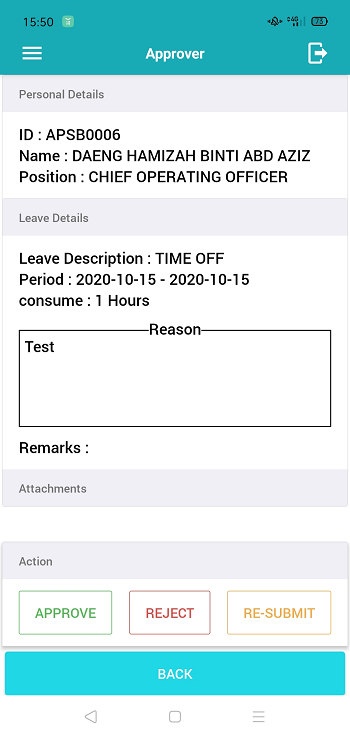 15:50
4G
78
Approver
Personal Details
ID : APSB0006
Name : DAENG HAMIZAH BINTI ABD AZIZ
Position : CHIEF OPERATING OFFICER
Leave Details
Leave Description : TIME OFF
Period : 2020-10-15 - 2020-10-15
consume : 1 Hours
Reason
Test
Remarks :
Attachments
Action
APPROVE REJECT RE-SUBMIT
BACK